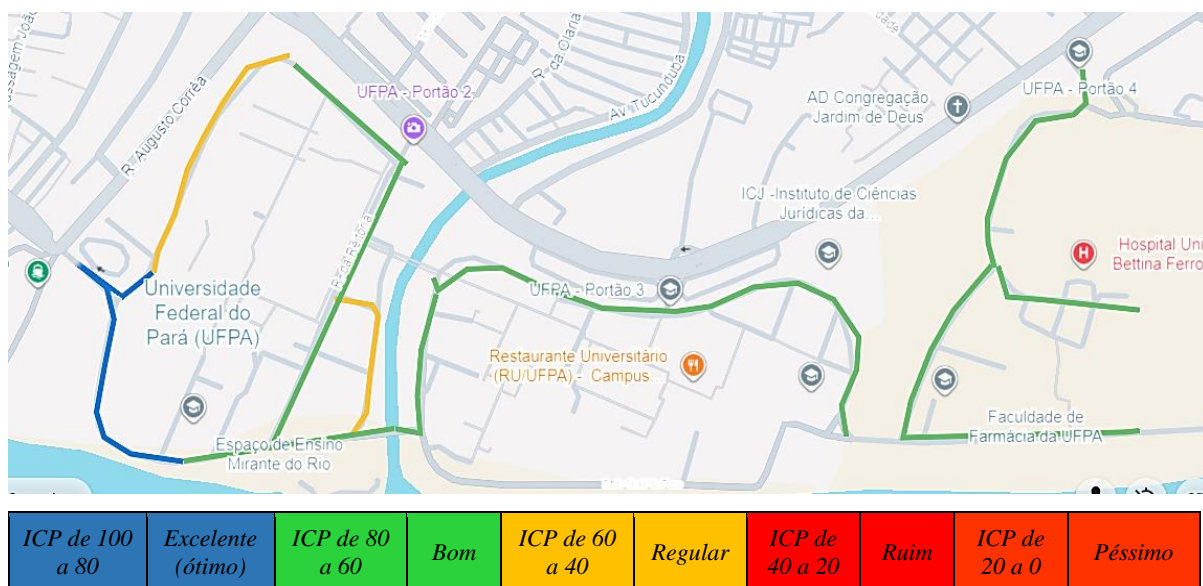 Passagem João
R. Augusto Corrêa
UFPA - Portão 2
R. da Olaria
Av. Tucunduba
AD Congregação
Jardim de Deus
UFPA - Portão 4
ICJ -Instituto de Ciências
Jurídicas da...
Hospital Uni
Bettina Ferro
R. da Reitoria
Universidade
Federal do
Pará (UFPA)
UFPA - Portão 3
Restaurante Universitário
(RU/UFPA) - Campus...
Espaço de Ensino
Mirante do Rio
Faculdade de
Farmácia da UFPA
ICP de 100
a 80
Excelente
(ótimo)
ICP de 80
a 60
Bom
ICP de 60
a 40
Regular
ICP de
40 a 20
Ruim
ICP de
20 a 0
Péssimo